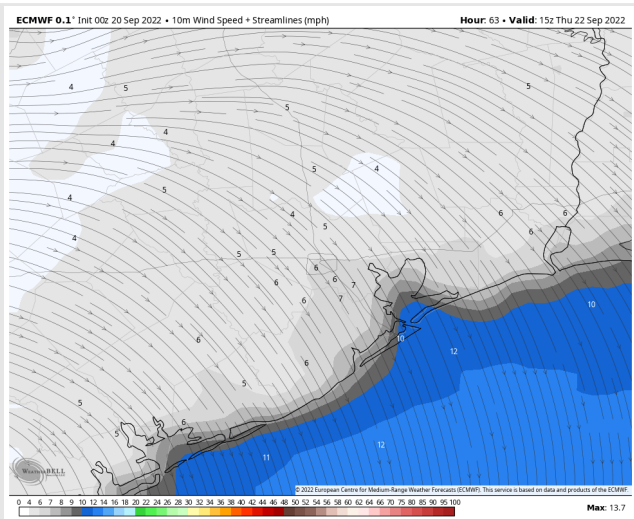 ECMWF 0.1° Init 00z 20 Sep 2022 • 10m Wind Speed + Streamlines (mph)
Hour: 63 • Valid: 15z Thu 22 Sep 2022
4 5
5 5
4
4
5 4
5
4
4 6 6
5 6
4
5 5
6
6 6 7
6 7
10
10
12
6
6
5
5
6
5
12
11
WEATHERBELL
© 2022 European Centre for Medium-Range Weather Forecasts (ECMWF). This service is based on data and products of the ECMWF.
0 4 6 7 8 9 10 12 14 16 18 20 22 24 26 28 30 32 34 36 38 40 42 44 46 48 50 52 54 56 58 60 65 70 75 80 85 90 95 100
Max: 13.7